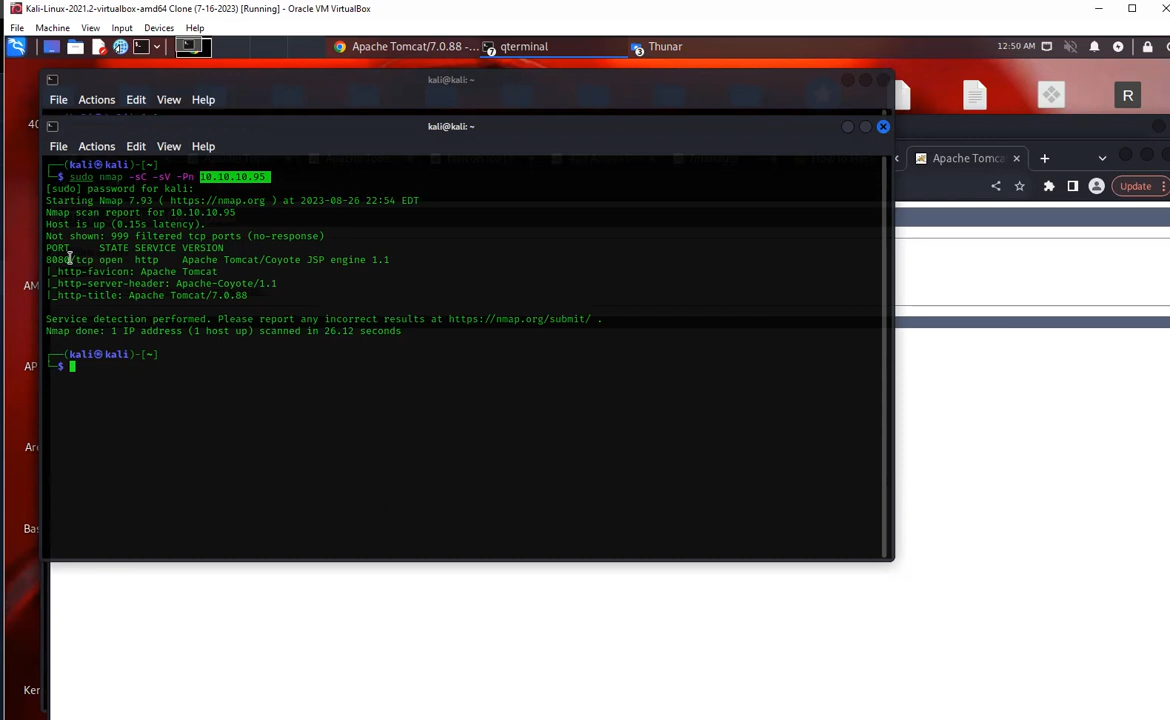 Kali-Linux-2021.2-virtualbox-amd64 Clone (7-16-2023) [Running] - Oracle VM VirtualBox
File Machine View Input Devices Help
Apache Tomcat/7.0.88 -... 7 qterminal 3 Thunar 12:50 AM
kali@kali: ~
File Actions Edit View Help
R
40
kali@kali: ~
File Actions Edit View Help
Apache Tomca
Update
(kali㉿kali)-[~]
$ sudo nmap -sC -sV -Pn 10.10.10.95
[sudo] password for kali:
Starting Nmap 7.93 ( https://nmap.org ) at 2023-08-26 22:54 EDT
Nmap scan report for 10.10.10.95
Host is up (0.15s latency).
Not shown: 999 filtered tcp ports (no-response)
PORT STATE SERVICE VERSION
8080/tcp open http Apache Tomcat/Coyote JSP engine 1.1
|_http-favicon: Apache Tomcat
|_http-server-header: Apache-Coyote/1.1
|_http-title: Apache Tomcat/7.0.88
Service detection performed. Please report any incorrect results at https://nmap.org/submit/ .
Nmap done: 1 IP address (1 host up) scanned in 26.12 seconds
(kali㉿kali)-[~]
$
AM
AP
Ar
Bas
Ker